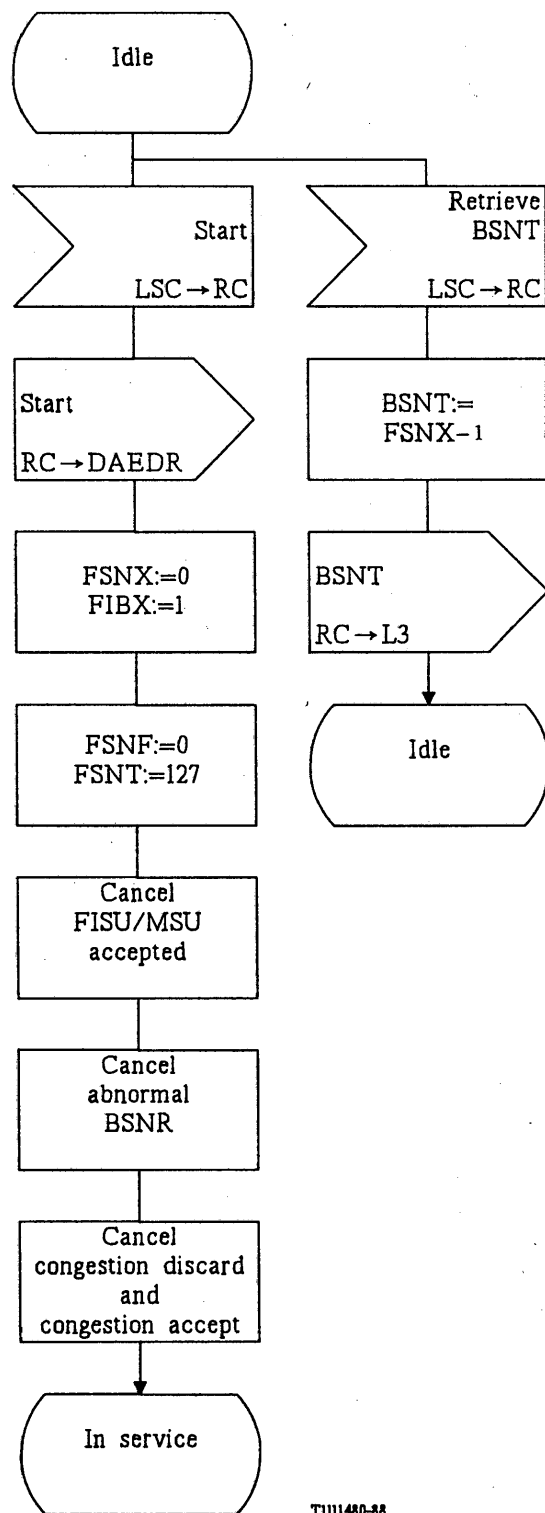 Idle
Start
LSC→RC
Retrieve
BSNT
LSC→RC
Start
RC→DAEDR
BSNT:=
FSNX-1
FSNX:=0
FIBX:=1
BSNT
RC→L3
FSNF:=0
FSNT:=127
Idle
Cancel
FISU/MSU
accepted
Cancel
abnormal
BSNR
Cancel
congestion discard
and
congestion accept
In service
T1111480-88